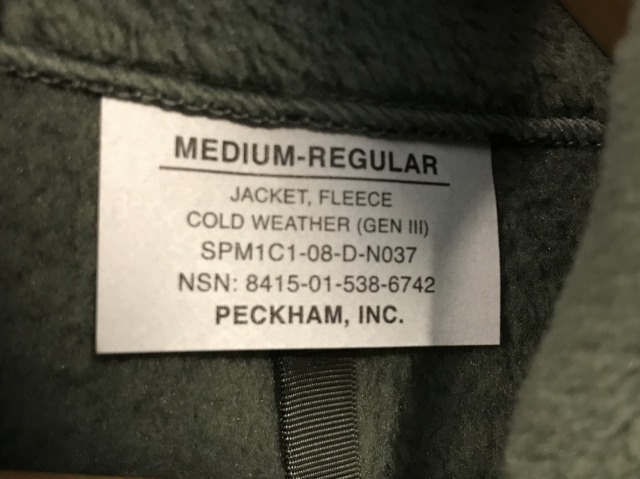 MEDIUM-REGULAR
JACKET, FLEECE
COLD WEATHER (GEN III)
SPM1C1-08-D-N037
NSN: 8415-01-538-6742
PECKHAM, INC.